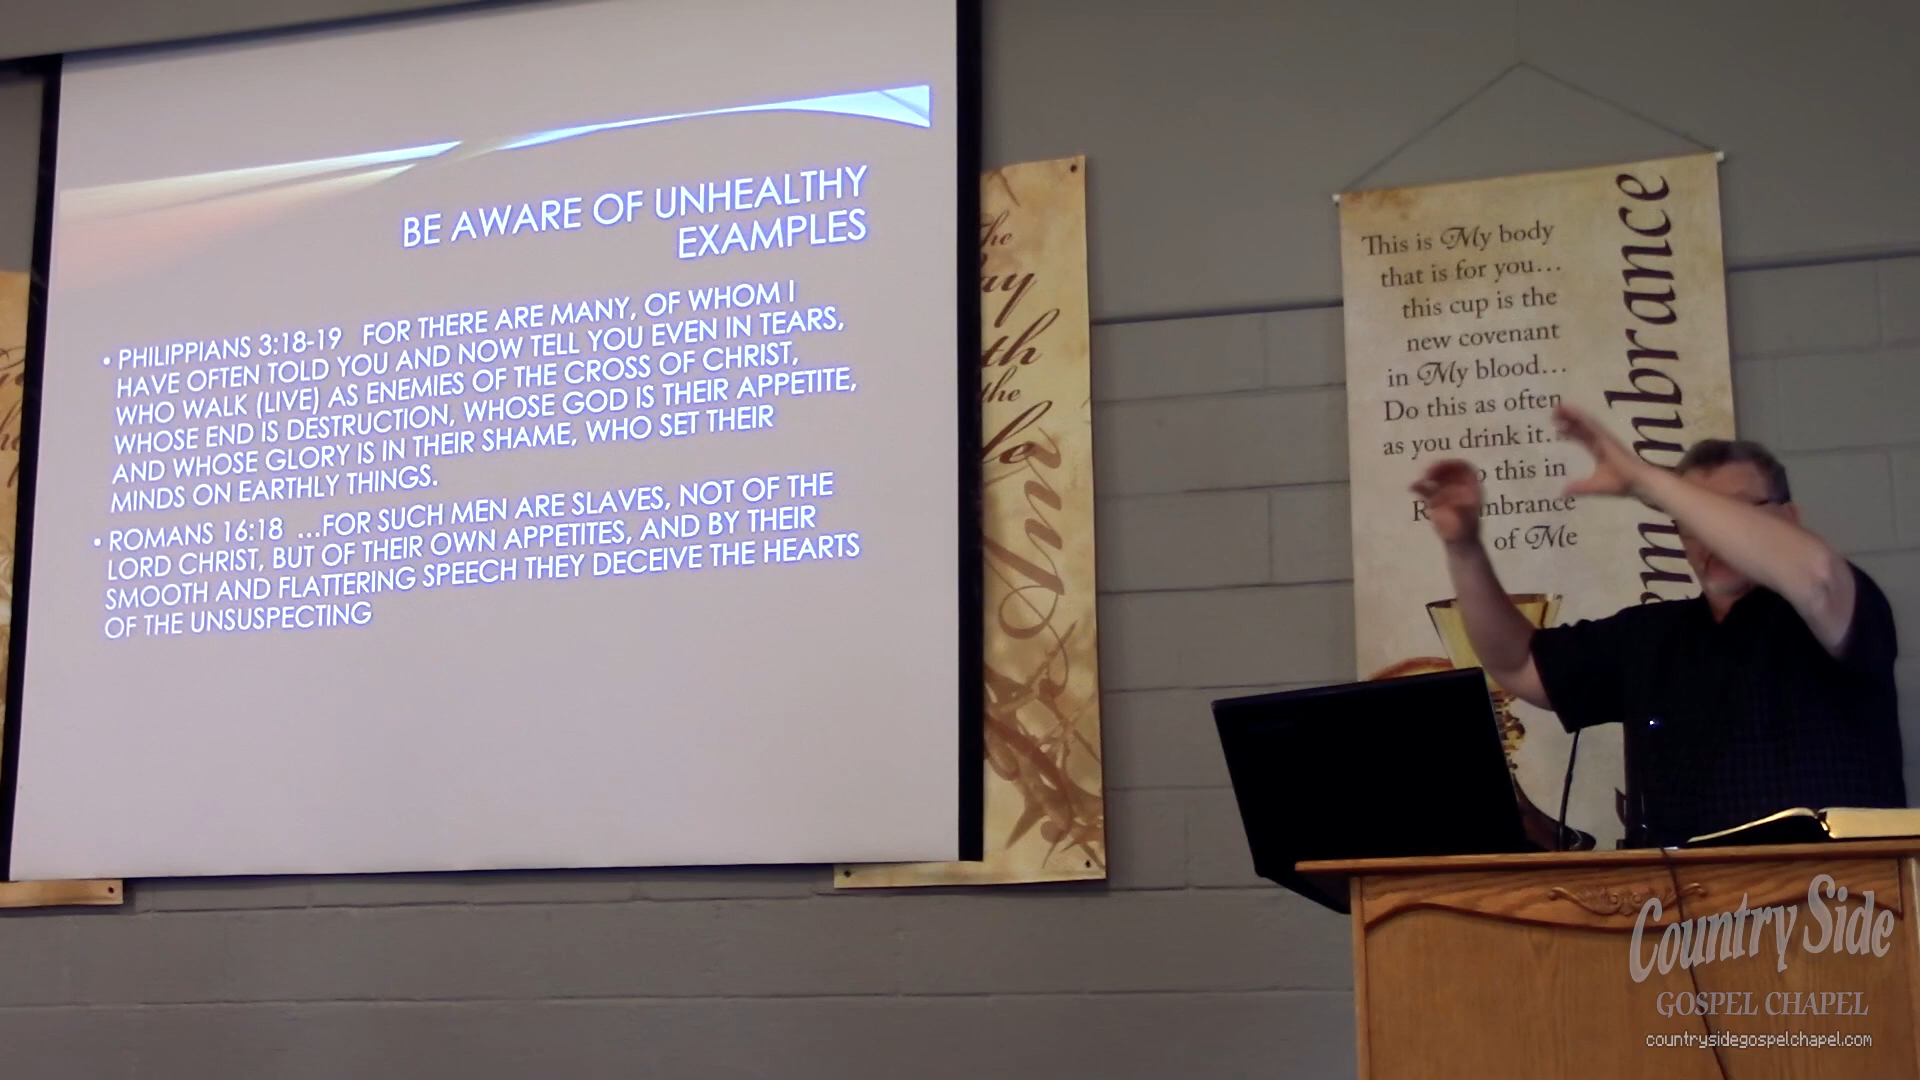 BE AWARE OF UNHEALTHY
EXAMPLES
• PHILIPPIANS 3:18-19 FOR THERE ARE MANY, OF WHOM I
HAVE OFTEN TOLD YOU AND NOW TELL YOU EVEN IN TEARS,
WHO WALK (LIVE) AS ENEMIES OF THE CROSS OF CHRIST,
WHOSE END IS DESTRUCTION, WHOSE GOD IS THEIR APPETITE,
AND WHOSE GLORY IS IN THEIR SHAME, WHO SET THEIR
MINDS ON EARTHLY THINGS.
• ROMANS 16:18 ...FOR SUCH MEN ARE SLAVES, NOT OF THE
LORD CHRIST, BUT OF THEIR OWN APPETITES, AND BY THEIR
SMOOTH AND FLATTERING SPEECH THEY DECEIVE THE HEARTS
OF THE UNSUSPECTING
the
This is My body
that is for you...
this cup is the
new covenant
in My blood...
Do this as often
as you drink it...
this in
of Me
Country Side
GOSPEL CHAPEL
countrysidegospelchapel.com